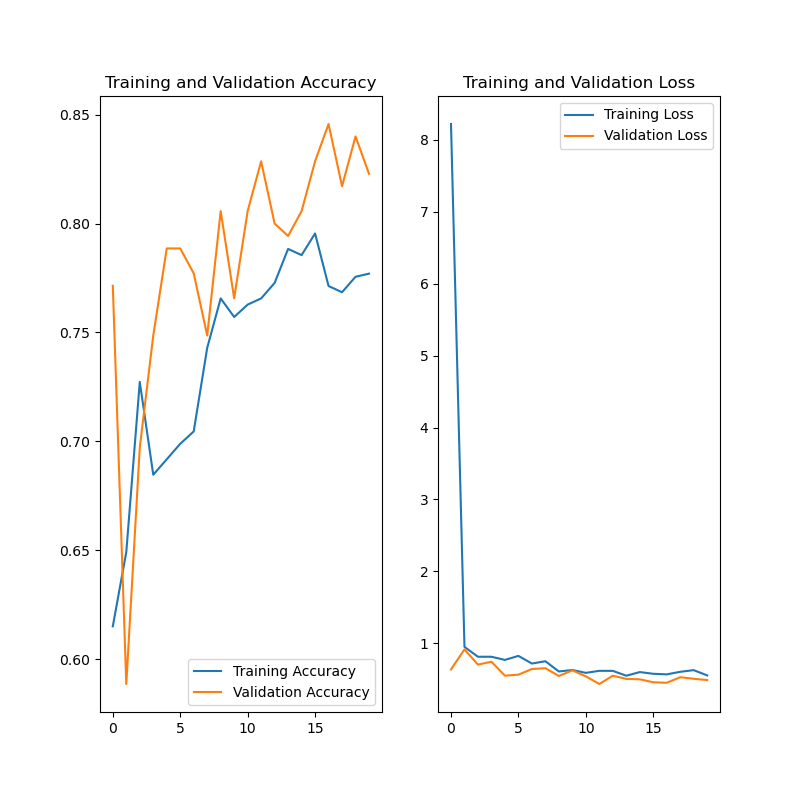 Training and Validation Accuracy
0.85
0.80
0.75
0.70
0.65
0.60
Training Accuracy
Validation Accuracy
0 5 10 15
Training and Validation Loss
Training Loss
Validation Loss
8
7
6
5
4
3
2
1
0 5 10 15